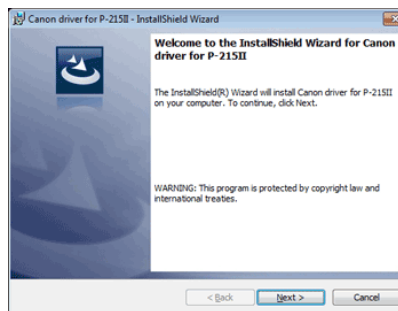 Canon driver for P-215II - InstallShield Wizard
Welcome to the InstallShield Wizard for Canon
driver for P-215II
The InstallShield(R) Wizard will install Canon driver for P-215II
on your computer. To continue, click Next.
WARNING: This program is protected by copyright law and
international treaties.
< Back
Next >
Cancel